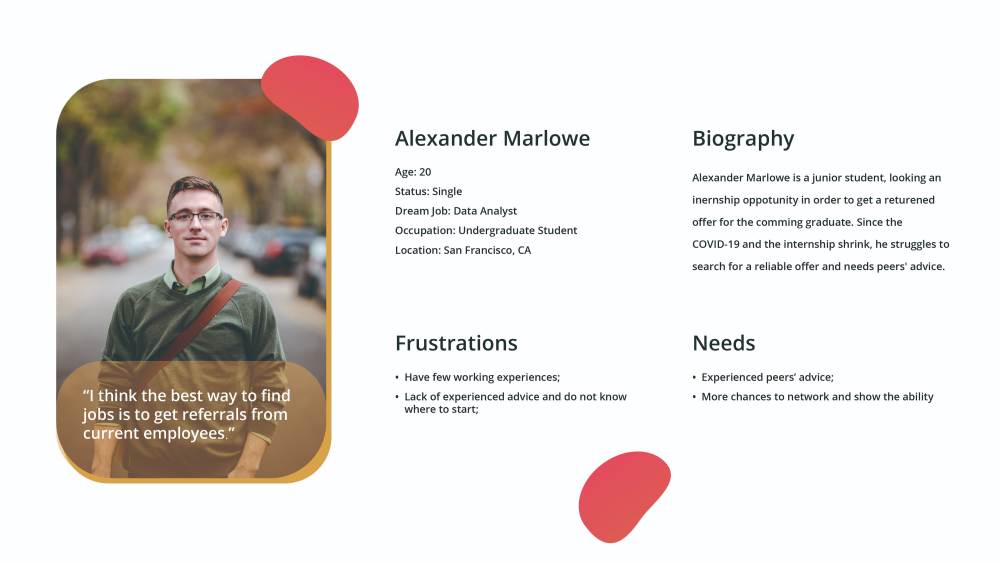 Alexander Marlowe
Age: 20
Status: Single
Dream Job: Data Analyst
Occupation: Undergraduate Student
Location: San Francisco, CA
Biography
Alexander Marlowe is a junior student, looking an
inernship oppotunity in order to get a returened
offer for the comming graduate. Since the
COVID-19 and the internship shrink, he struggles to
search for a reliable offer and needs peers' advice.
“I think the best way to find
jobs is to get referrals from
current employees.”
Frustrations
• Have few working experiences;
• Lack of experienced advice and do not know
where to start;
Needs
• Experienced peers’ advice;
• More chances to network and show the ability